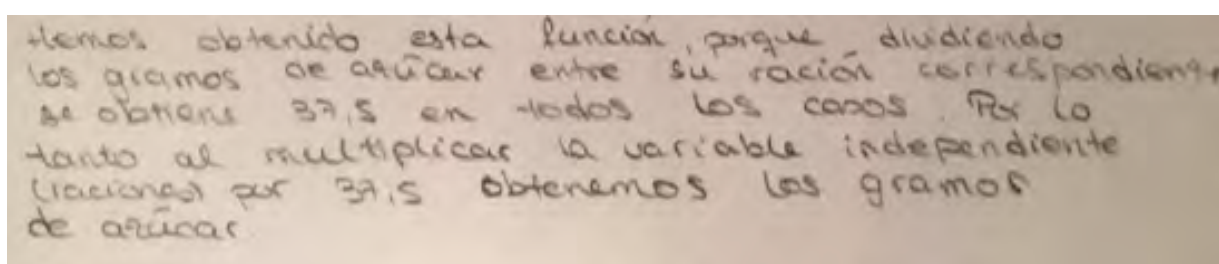 Hemos obtenido esta función, porque dividiendo
los gramos de azúcar entre su ración correspondiente
se obtiene 37,5 en todos los casos. Por lo
tanto al multiplicar la variable independiente
(raciones) por 37,5 obtenemos los gramos
de azúcar